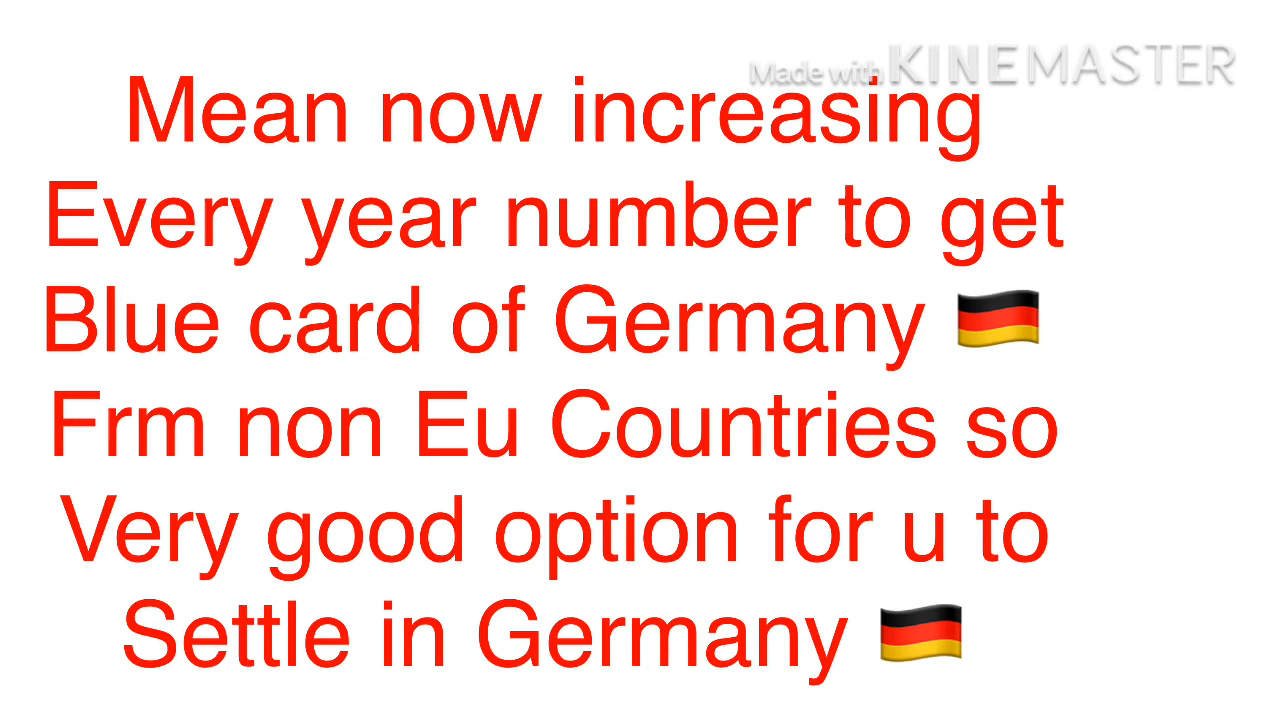 Made with KINEMASTER
Mean now increasing
Every year number to get
Blue card of Germany 🇩🇪
Frm non Eu Countries so
Very good option for u to
Settle in Germany 🇩🇪